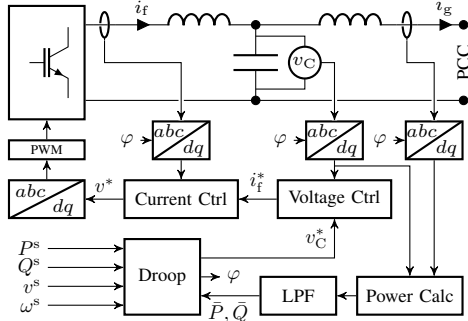 i_f
i_g
v_C
PCC
φ
abc
dq
φ
abc
dq
φ
abc
dq
PWM
abc
dq
v*
Current Ctrl
i_f*
Voltage Ctrl
v_C*
P^s
Q^s
v^s
ω^s
Droop
φ
P̄, Q̄
LPF
Power Calc